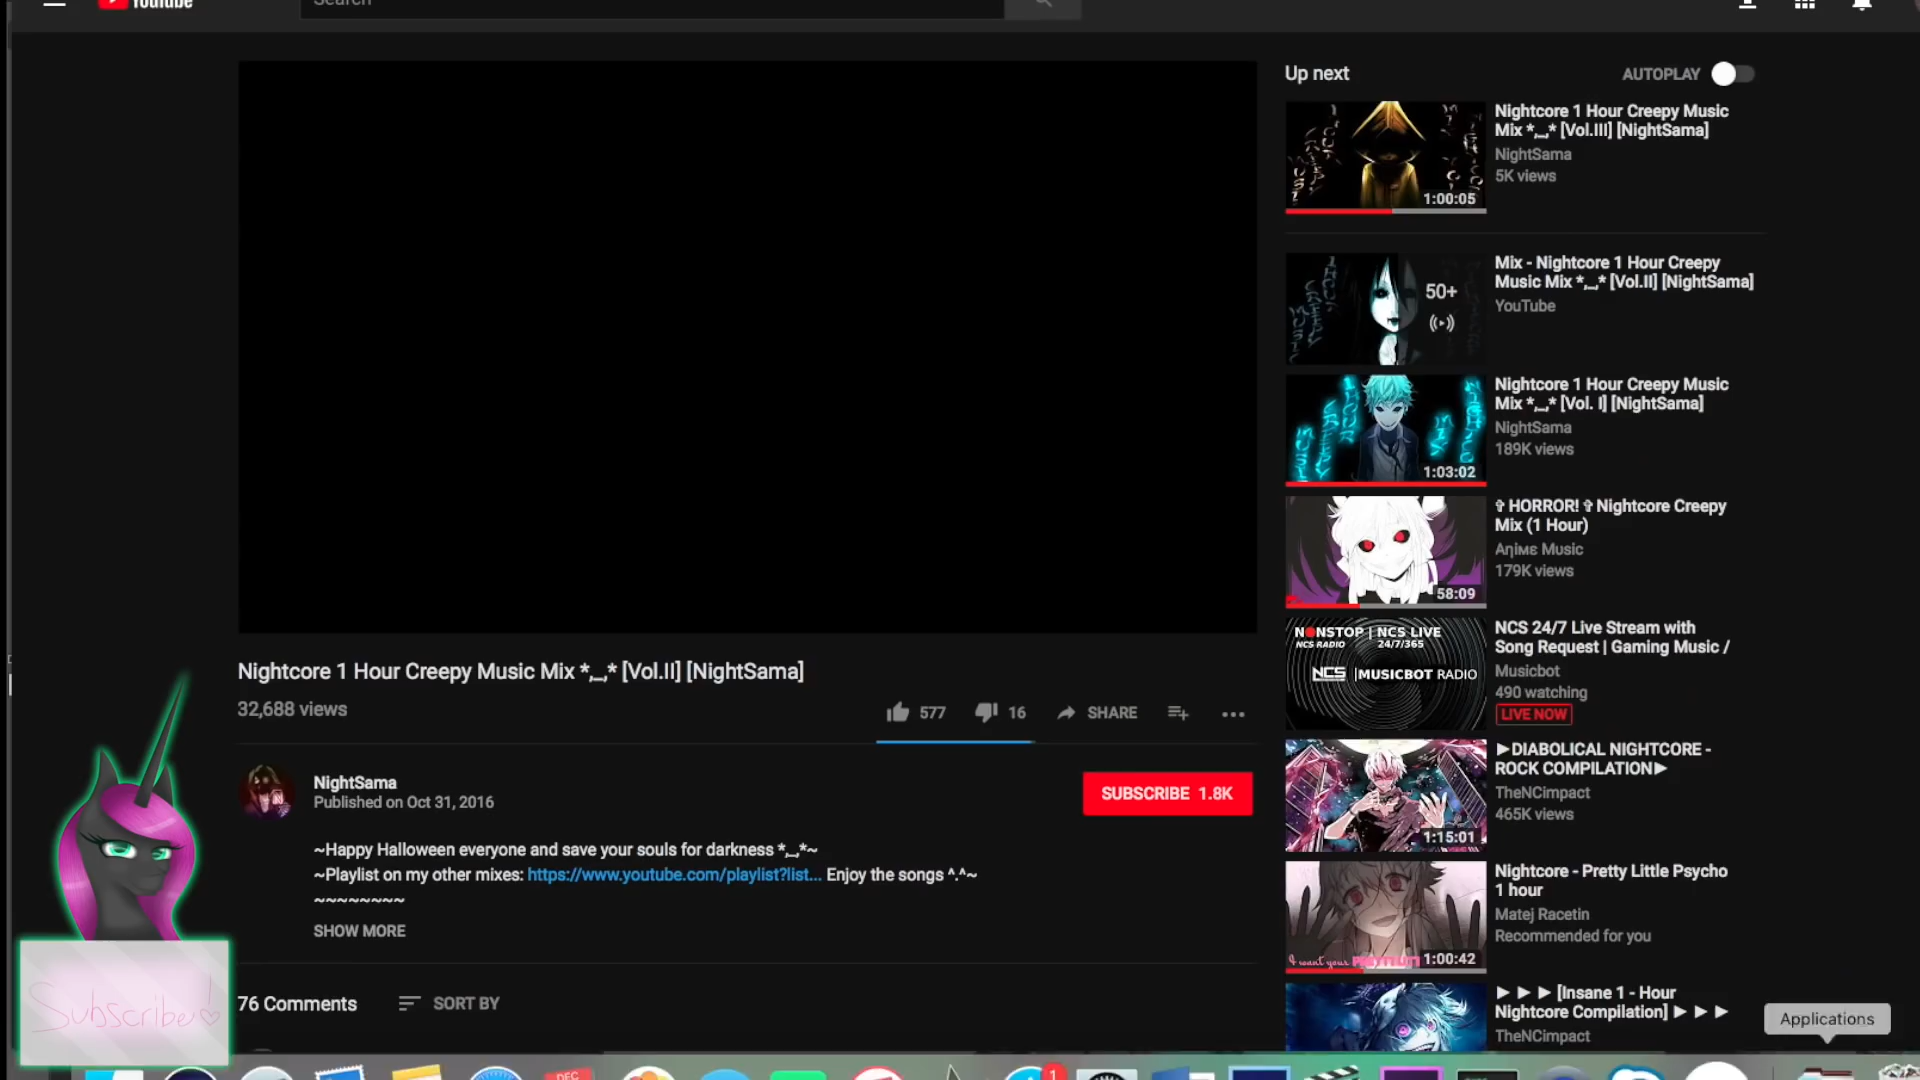 YouTube
Search
Up next
AUTOPLAY
Nightcore 1 Hour Creepy Music
Mix *,_,* [Vol.III] [NightSama]
NightSama
5K views
1:00:05
Mix - Nightcore 1 Hour Creepy
Music Mix *,_,* [Vol.II] [NightSama]
YouTube
50+
Nightcore 1 Hour Creepy Music
Mix *,_,* [Vol. I] [NightSama]
NightSama
189K views
1:03:02
✞ HORROR! ✞ Nightcore Creepy
Mix (1 Hour)
Aηiмε Music
179K views
58:09
NONSTOP | NCS LIVE
NCS RADIO 24/7/365
NCS |MUSICBOT RADIO
NCS 24/7 Live Stream with
Song Request | Gaming Music /
Musicbot
490 watching
LIVE NOW
►DIABOLICAL NIGHTCORE -
ROCK COMPILATION►
TheNCimpact
465K views
1:15:01
Nightcore - Pretty Little Psycho
1 hour
Matej Racetin
Recommended for you
I want your
1:00:42
► ► ► [Insane 1 - Hour
Nightcore Compilation] ► ► ►
TheNCimpact
Nightcore 1 Hour Creepy Music Mix *,_,* [Vol.II] [NightSama]
32,688 views
577
16
SHARE
NightSama
Published on Oct 31, 2016
SUBSCRIBE 1.8K
~Happy Halloween everyone and save your souls for darkness *,_,*~
~Playlist on my other mixes: https://www.youtube.com/playlist?list... Enjoy the songs ^.^~
~~~~~~~~
SHOW MORE
76 Comments
SORT BY
Subscribe!
Applications
DEC
1